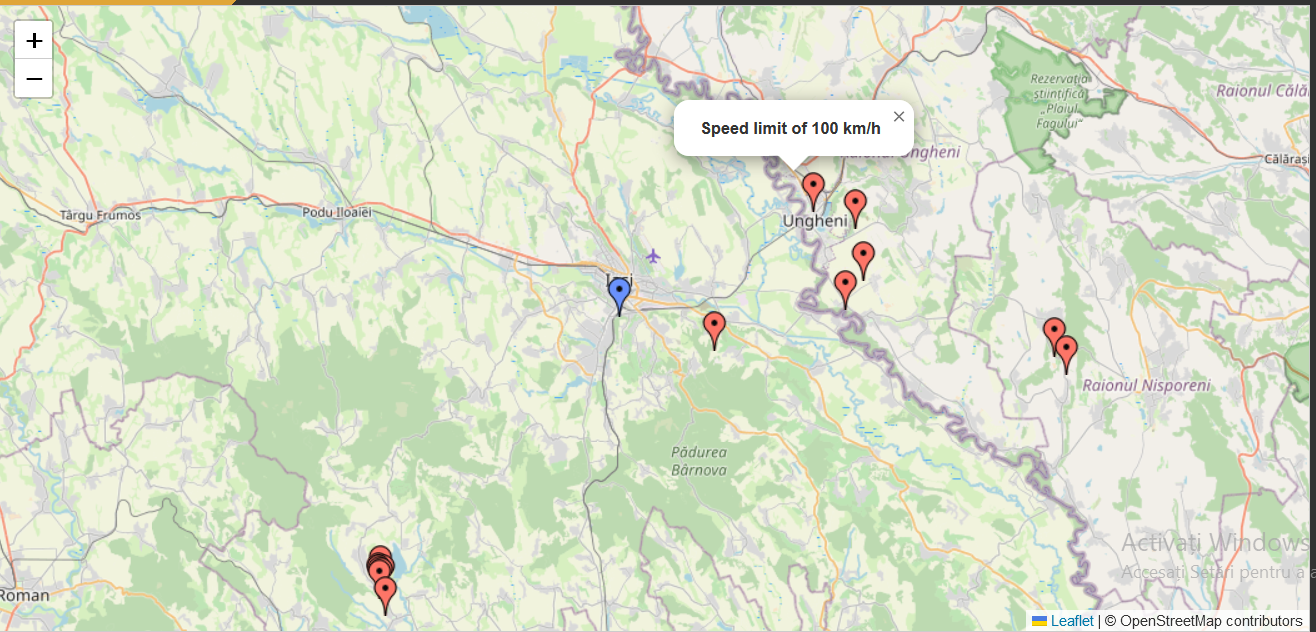 +
−
Rezervația
științifică
„Plaiul
Fagului”
Raionul Călă
Speed limit of 100 km/h
×
Raionul Ungheni
Călărași
Târgu Frumos
Podu Iloaiei
Ungheni
Iași
Raionul Nisporeni
Pădurea
Bârnova
Activați Windows
Accesați Setări pentru a a
Roman
Leaflet | © OpenStreetMap contributors